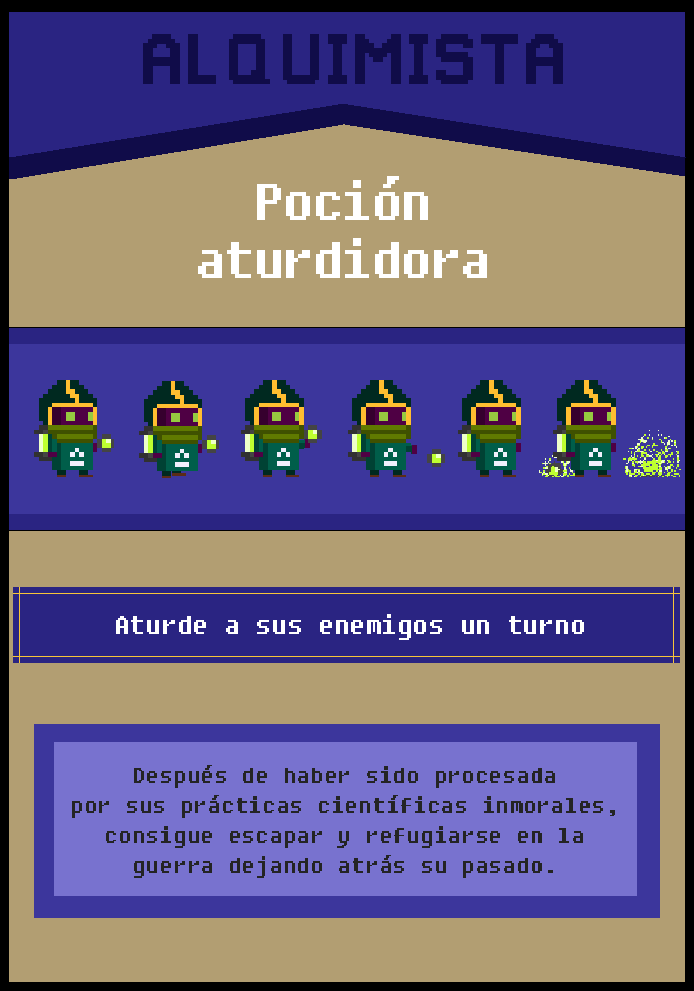 ALQUIMISTA
Poción
aturdidora
Aturde a sus enemigos un turno
Después de haber sido procesada
por sus prácticas científicas inmorales,
consigue escapar y refugiarse en la
guerra dejando atrás su pasado.